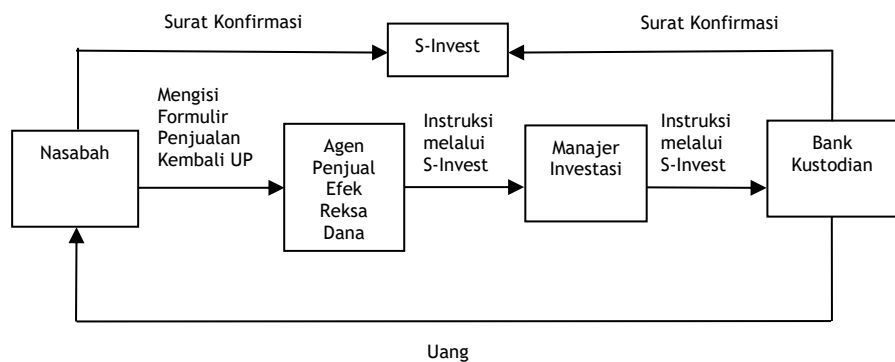 Surat Konfirmasi
Surat Konfirmasi
S-Invest
Mengisi
Formulir
Penjualan
Kembali UP
Instruksi
melalui
S-Invest
Instruksi
melalui
S-Invest
Nasabah
Agen
Penjual
Efek
Reksa
Dana
Manajer
Investasi
Bank
Kustodian
Uang